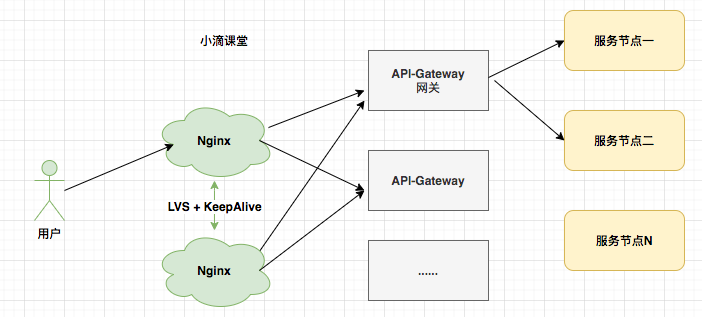 小滴课堂
用户
Nginx
LVS + KeepAlive
Nginx
API-Gateway
网关
API-Gateway
......
服务节点一
服务节点二
服务节点N